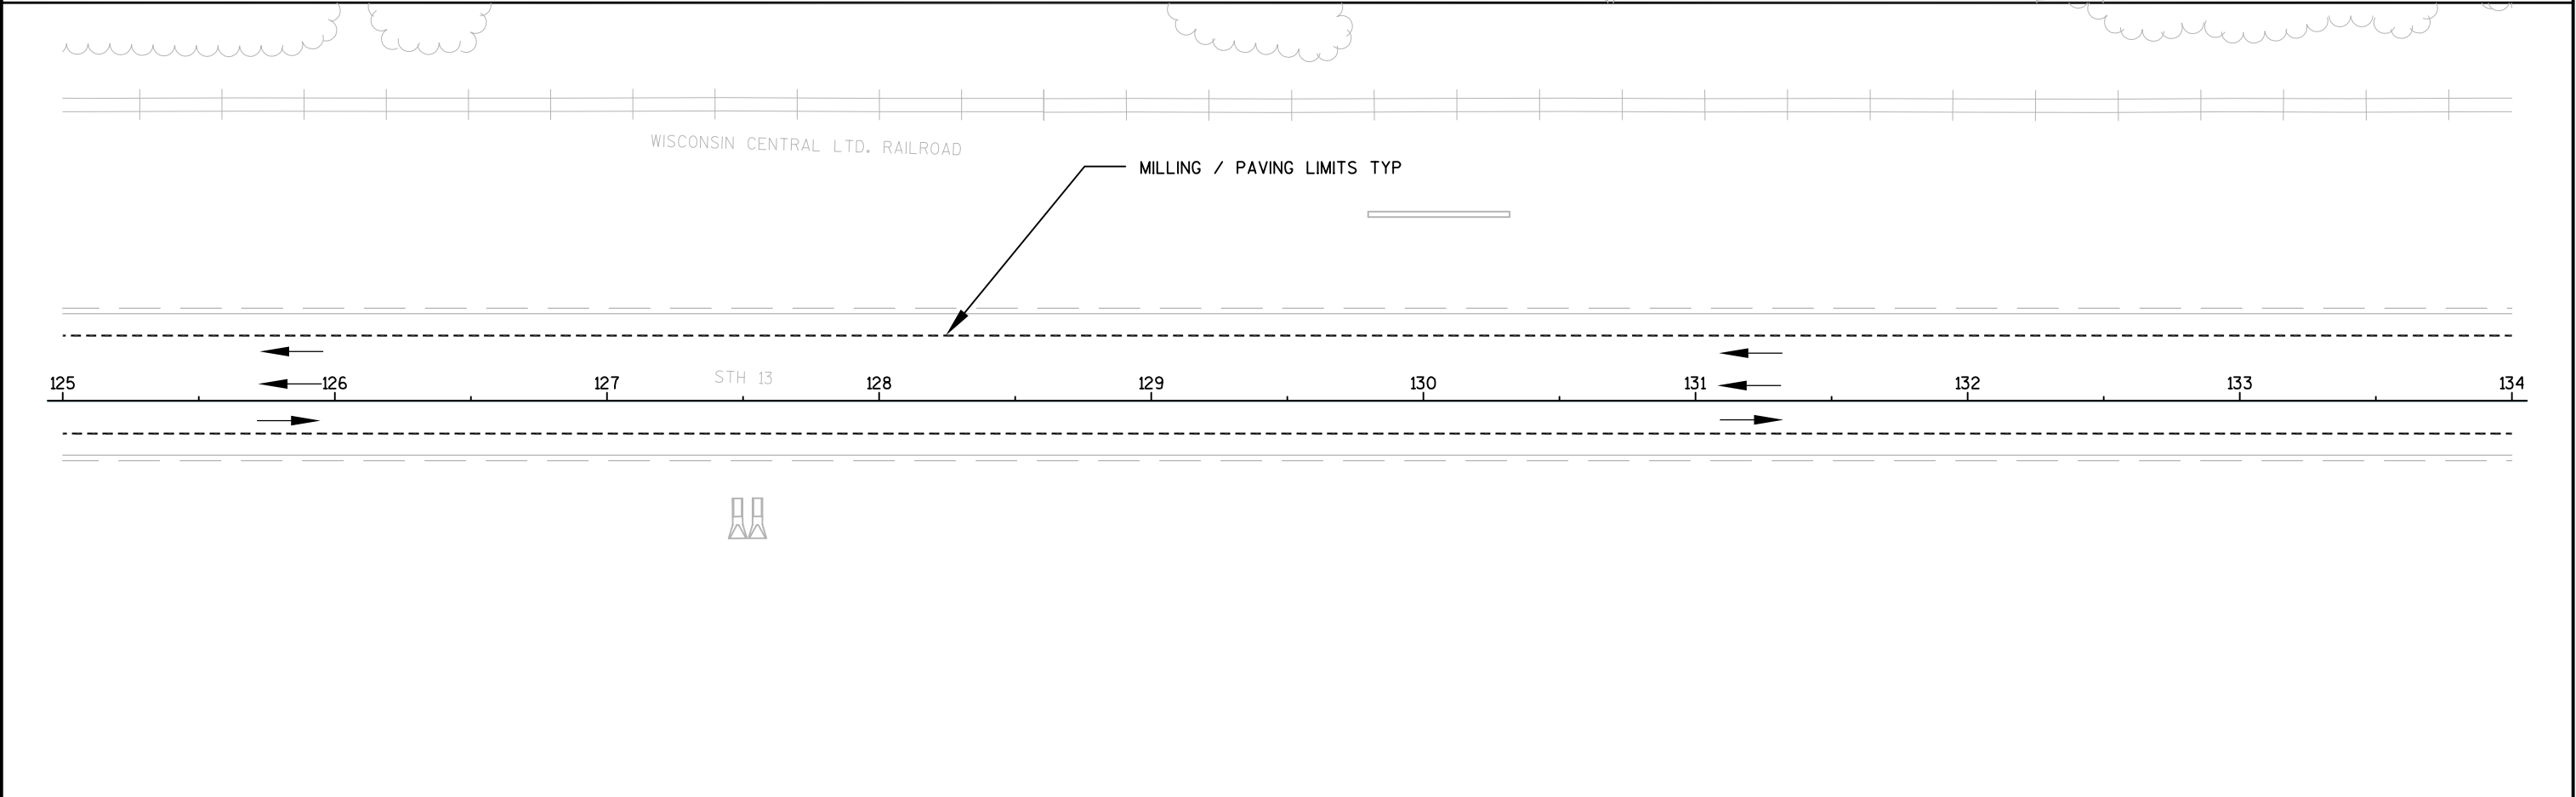 WISCONSIN CENTRAL LTD. RAILROAD
MILLING / PAVING LIMITS TYP
STH 13
125 126 127 128 129 130 131 132 133 134